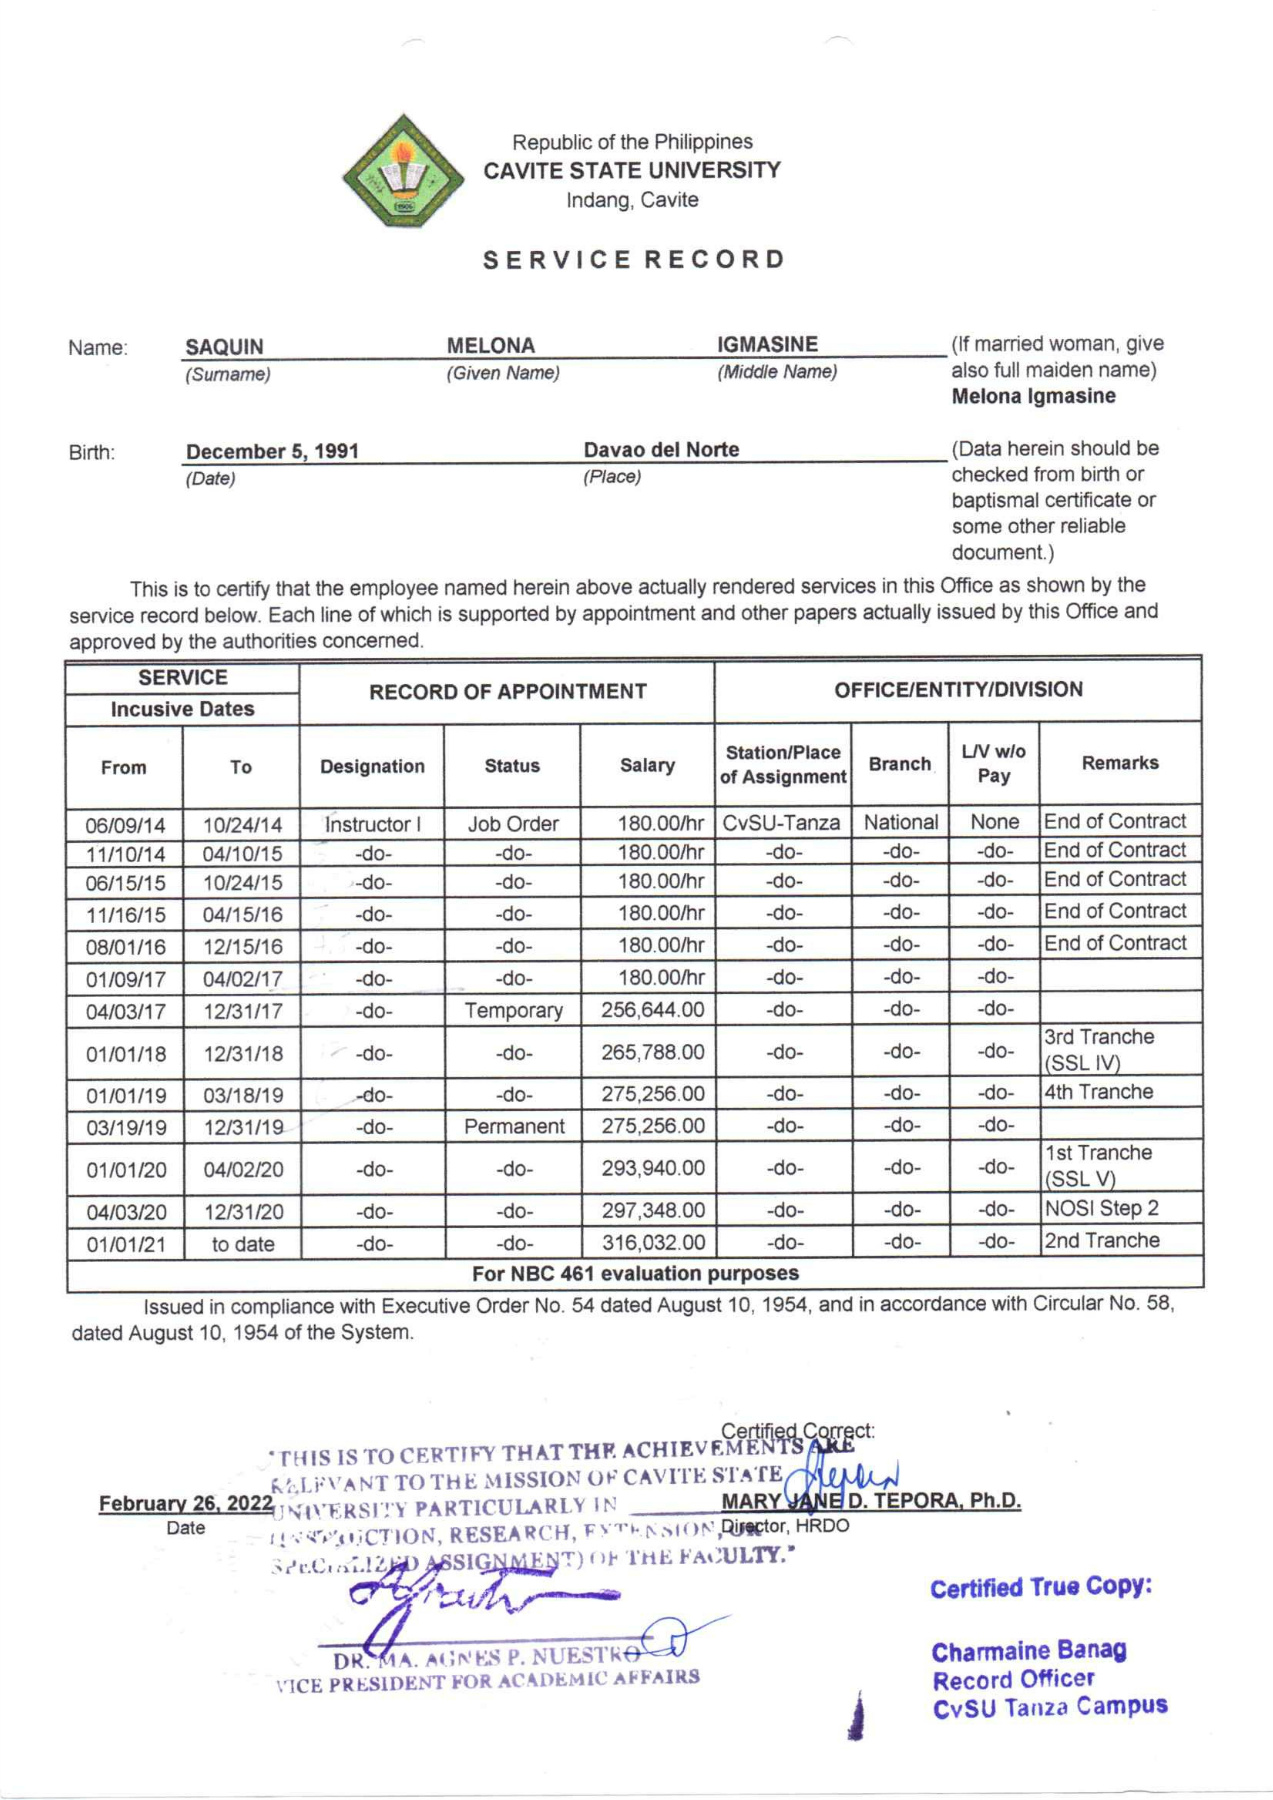 Republic of the Philippines
CAVITE STATE UNIVERSITY
Indang, Cavite
1906
SERVICE RECORD
Name: SAQUIN MELONA IGMASINE (If married woman, give
(Surname) (Given Name) (Middle Name) also full maiden name)
Melona Igmasine
Birth: December 5, 1991 Davao del Norte (Data herein should be
(Date) (Place) checked from birth or
baptismal certificate or
some other reliable
document.)
This is to certify that the employee named herein above actually rendered services in this Office as shown by the
service record below. Each line of which is supported by appointment and other papers actually issued by this Office and
approved by the authorities concerned.
SERVICE RECORD OF APPOINTMENT OFFICE/ENTITY/DIVISION
Incusive Dates
From To Designation Status Salary Station/Place of Assignment Branch L/V w/o Pay Remarks
06/09/14 10/24/14 Instructor I Job Order 180.00/hr CvSU-Tanza National None End of Contract
11/10/14 04/10/15 -do- -do- 180.00/hr -do- -do- -do- End of Contract
06/15/15 10/24/15 -do- -do- 180.00/hr -do- -do- -do- End of Contract
11/16/15 04/15/16 -do- -do- 180.00/hr -do- -do- -do- End of Contract
08/01/16 12/15/16 -do- -do- 180.00/hr -do- -do- -do- End of Contract
01/09/17 04/02/17 -do- -do- 180.00/hr -do- -do- -do-
04/03/17 12/31/17 -do- Temporary 256,644.00 -do- -do- -do-
01/01/18 12/31/18 -do- -do- 265,788.00 -do- -do- -do- 3rd Tranche (SSL IV)
01/01/19 03/18/19 -do- -do- 275,256.00 -do- -do- -do- 4th Tranche
03/19/19 12/31/19 -do- Permanent 275,256.00 -do- -do- -do-
01/01/20 04/02/20 -do- -do- 293,940.00 -do- -do- -do- 1st Tranche (SSL V)
04/03/20 12/31/20 -do- -do- 297,348.00 -do- -do- -do- NOSI Step 2
01/01/21 to date -do- -do- 316,032.00 -do- -do- -do- 2nd Tranche
For NBC 461 evaluation purposes
Issued in compliance with Executive Order No. 54 dated August 10, 1954, and in accordance with Circular No. 58,
dated August 10, 1954 of the System.
Certified Correct:
"THIS IS TO CERTIFY THAT THE ACHIEVEMENTS ARE
RELEVANT TO THE MISSION OF CAVITE STATE
UNIVERSITY PARTICULARLY IN
(INSTRUCTION, RESEARCH, EXTENSION, OR
SPECIALIZED ASSIGNMENT) OF THE FACULTY."
February 26, 2022
Date
MARY JANE D. TEPORA, Ph.D.
Director, HRDO
DR. MA. AGNES P. NUESTRO
VICE PRESIDENT FOR ACADEMIC AFFAIRS
Certified True Copy:
Charmaine Banag
Record Officer
CvSU Tanza Campus